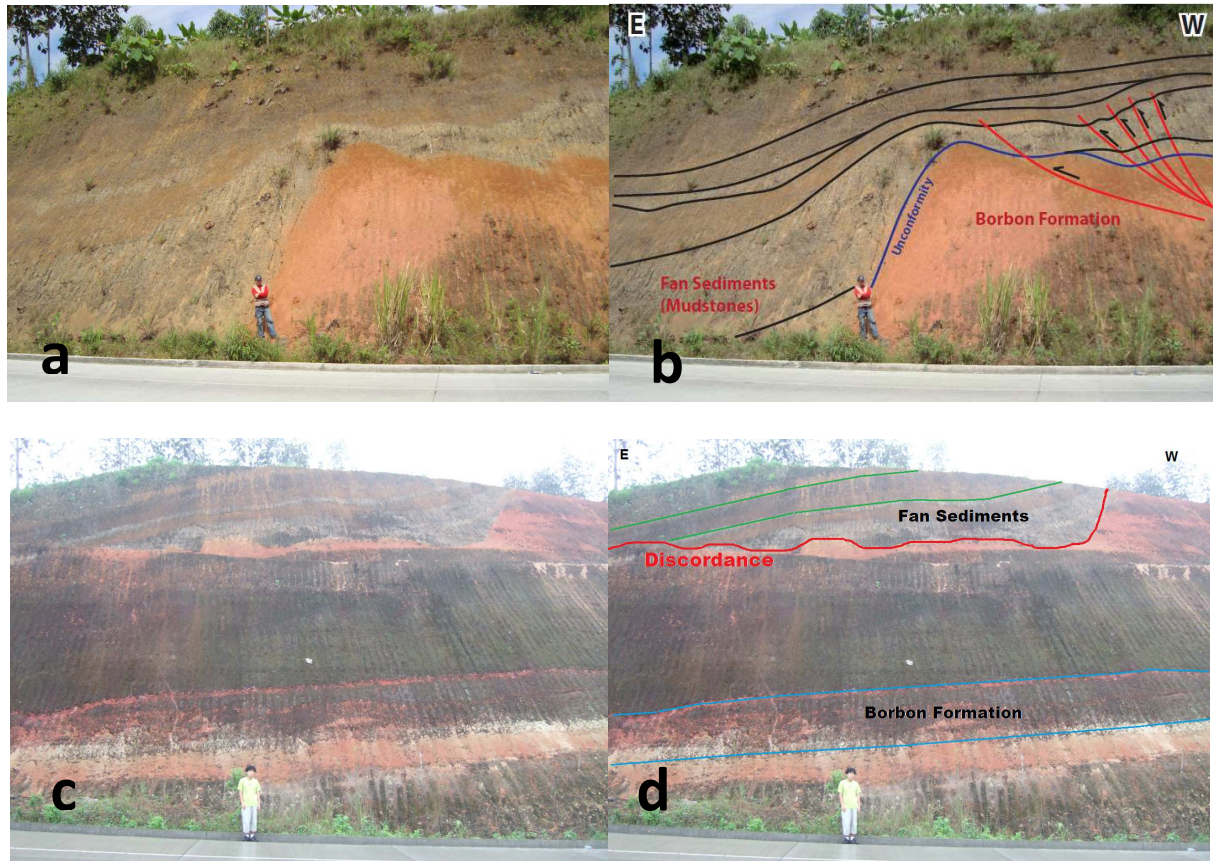 a
E
W
Unconformity
Borbon Formation
Fan Sediments
(Mudstones)
b
c
E
W
Fan Sediments
Discordance
Borbon Formation
d